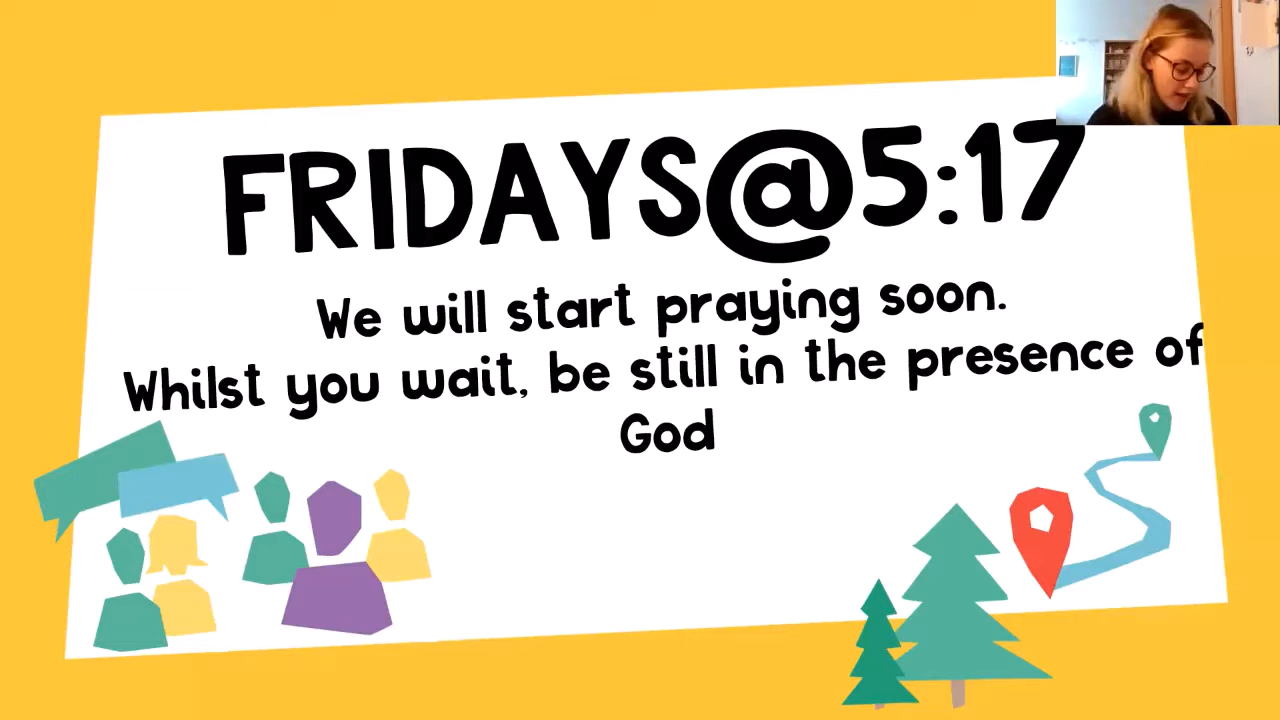 FRIDAYS@5:17
We will start praying soon.
Whilst you wait, be still in the presence of
God